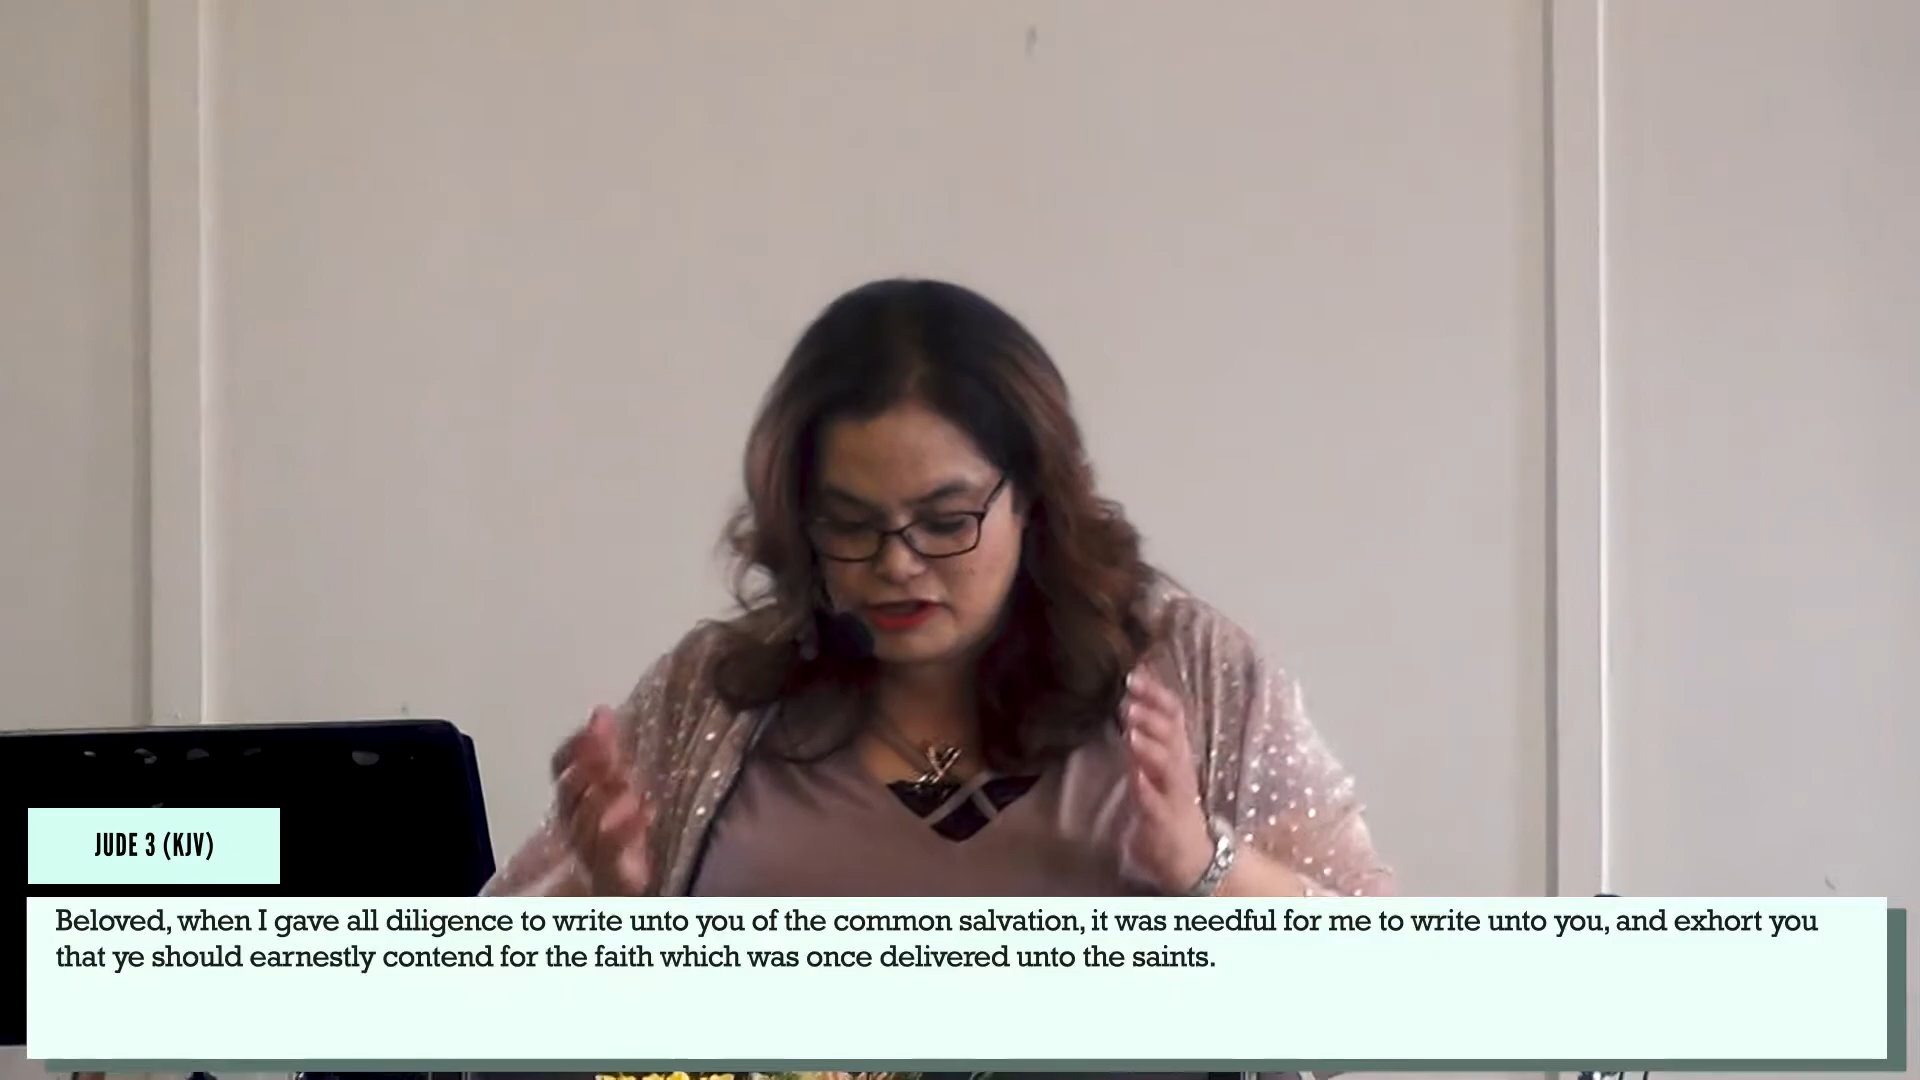 JUDE 3 (KJV)
Beloved, when I gave all diligence to write unto you of the common salvation, it was needful for me to write unto you, and exhort you
that ye should earnestly contend for the faith which was once delivered unto the saints.